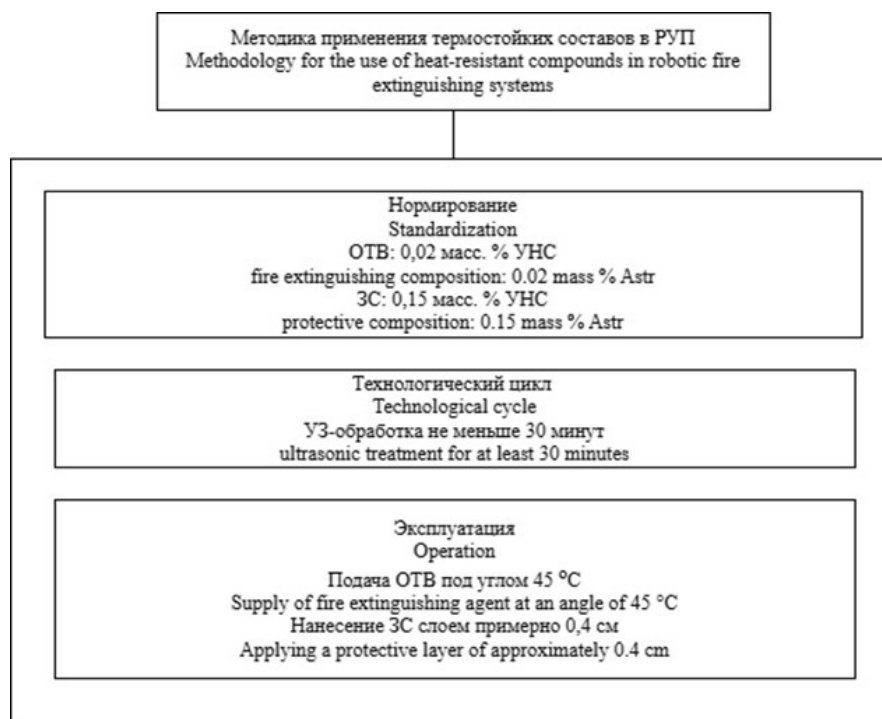 Методика применения термостойких составов в РУП
Methodology for the use of heat-resistant compounds in robotic fire
extinguishing systems
Нормирование
Standardization
ОТВ: 0,02 масс. % УНС
fire extinguishing composition: 0.02 mass % Astr
ЗС: 0,15 масс. % УНС
protective composition: 0.15 mass % Astr
Технологический цикл
Technological cycle
УЗ-обработка не меньше 30 минут
ultrasonic treatment for at least 30 minutes
Эксплуатация
Operation
Подача ОТВ под углом 45 °С
Supply of fire extinguishing agent at an angle of 45 °C
Нанесение ЗС слоем примерно 0,4 см
Applying a protective layer of approximately 0.4 cm